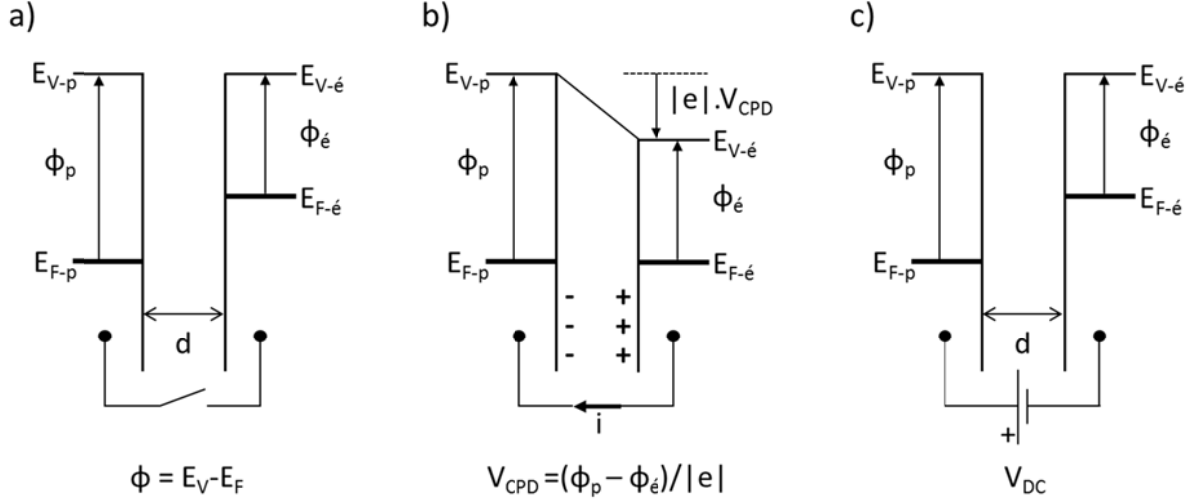 a) b) c)
E_V-p E_V-é E_V-p |e|.V_CPD E_V-p E_V-é
ϕ_p ϕ_é ϕ_p E_V-é ϕ_p ϕ_é
E_F-é ϕ_é E_F-é
E_F-p E_F-p E_F-é E_F-p
- +
d - + d
- +
i +
ϕ = E_V-E_F V_CPD =(ϕ_p – ϕ_é)/|e| V_DC